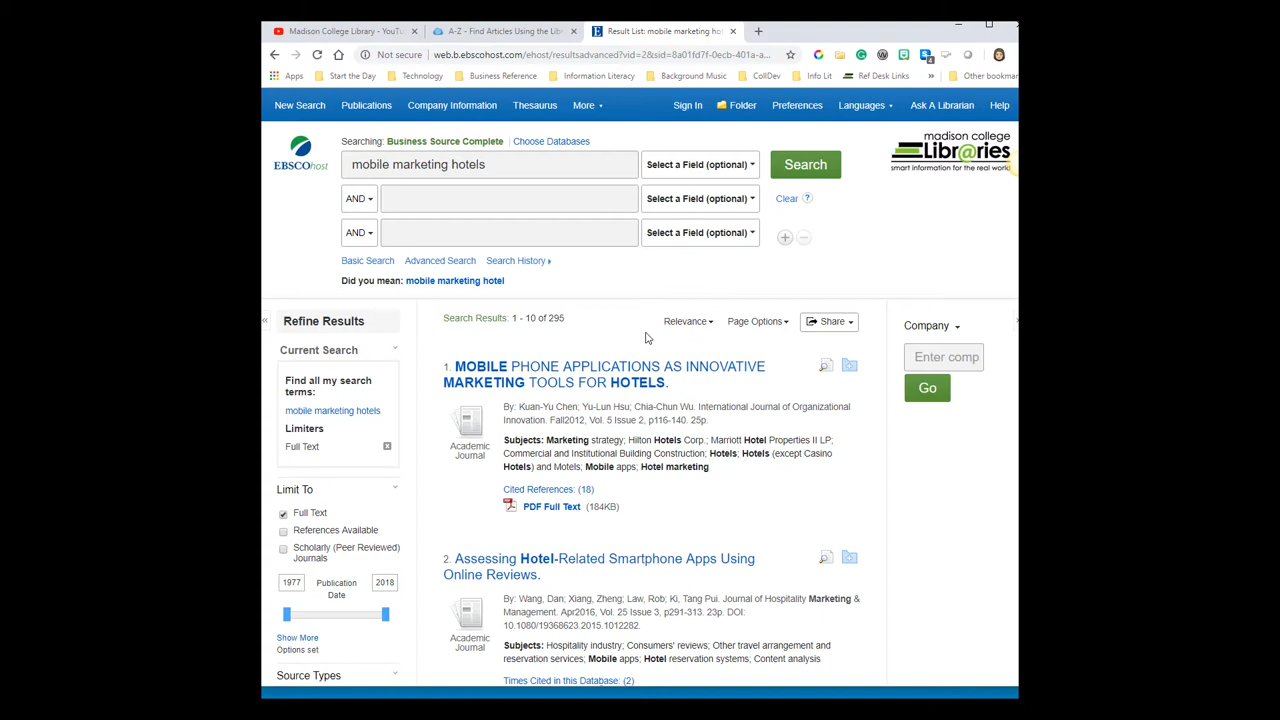 Madison College Library - YouTu
A-Z - Find Articles Using the Lib
Result List: mobile marketing ho
Not secure web.b.ebscohost.com/ehost/resultsadvanced?vid=2&sid=8a01fd7f-0ecb-401a-a...
Apps Start the Day Technology Business Reference Information Literacy Background Music CollDev Info Lit Ref Desk Links » Other bookmar
New Search Publications Company Information Thesaurus More Sign In Folder Preferences Languages Ask A Librarian Help
Searching: Business Source Complete Choose Databases
EBSCOhost
mobile marketing hotels Select a Field (optional) Search
madison college
Libr@ries
smart information for the real world
AND Select a Field (optional) Clear ?
AND Select a Field (optional)
Basic Search Advanced Search Search History
Did you mean: mobile marketing hotel
Refine Results
Current Search
Find all my search
terms:
mobile marketing hotels
Limiters
Full Text
Limit To
Full Text
References Available
Scholarly (Peer Reviewed)
Journals
1977 Publication 2018
Date
Show More
Options set
Source Types
Search Results: 1 - 10 of 295 Relevance Page Options Share
1. MOBILE PHONE APPLICATIONS AS INNOVATIVE
MARKETING TOOLS FOR HOTELS.
By: Kuan-Yu Chen; Yu-Lun Hsu; Chia-Chun Wu. International Journal of Organizational
Innovation. Fall2012, Vol. 5 Issue 2, p116-140. 25p.
Academic
Journal
Subjects: Marketing strategy; Hilton Hotels Corp.; Marriott Hotel Properties II LP;
Commercial and Institutional Building Construction; Hotels; Hotels (except Casino
Hotels) and Motels; Mobile apps; Hotel marketing
Cited References: (18)
PDF Full Text (184KB)
2. Assessing Hotel-Related Smartphone Apps Using
Online Reviews.
By: Wang, Dan; Xiang, Zheng; Law, Rob; Ki, Tang Pui. Journal of Hospitality Marketing &
Management. Apr2016, Vol. 25 Issue 3, p291-313. 23p. DOI:
10.1080/19368623.2015.1012282.
Academic
Journal
Subjects: Hospitality industry; Consumers' reviews; Other travel arrangement and
reservation services; Mobile apps; Hotel reservation systems; Content analysis
Times Cited in this Database: (2)
Company
Enter comp
Go